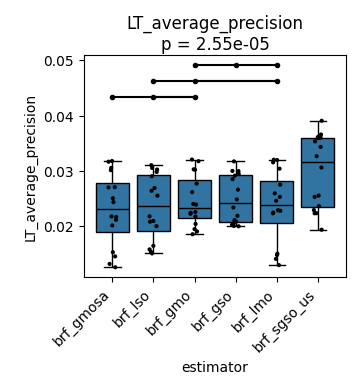 LT_average_precision
p = 2.55e-05
LT_average_precision
0.05
0.04
0.03
0.02
brf_gmosa
brf_lso
brf_gmo
brf_gso
brf_lmo
brf_sgso_us
estimator